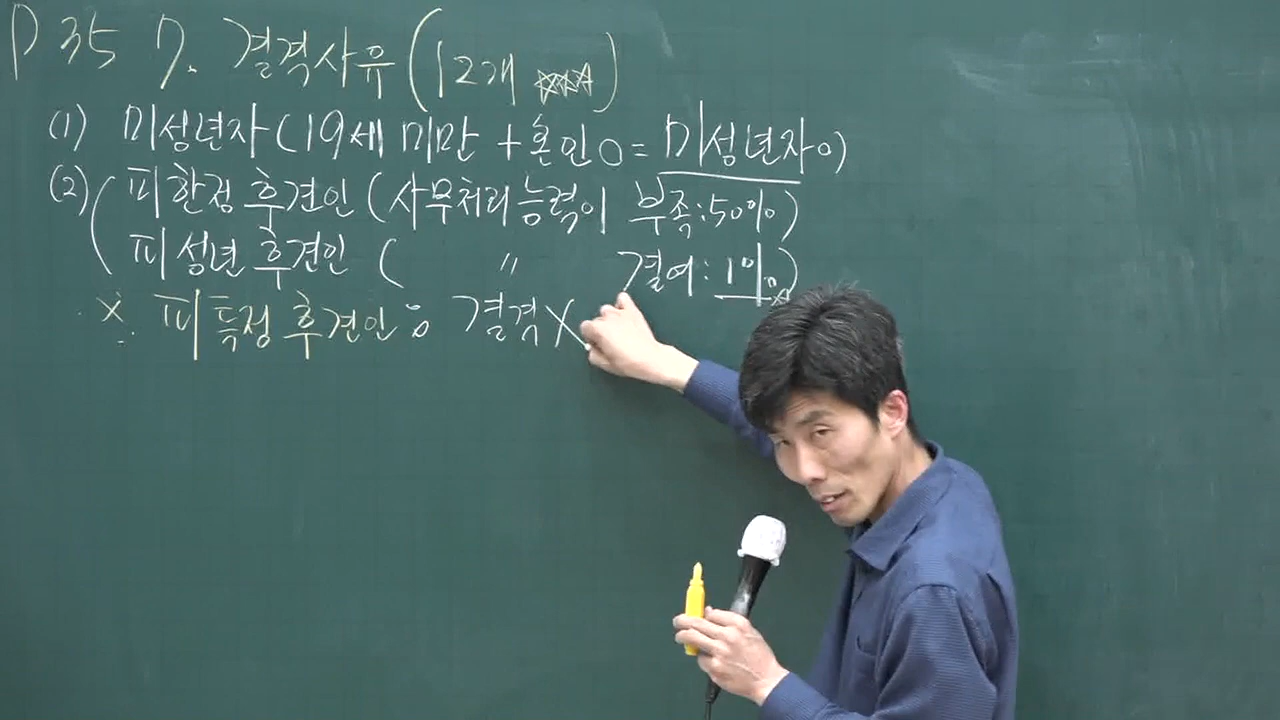 P 35 7. 결격사유 (12개 ☆☆☆)
(1) 미성년자 (19세 미만 + 혼인 O = 미성년자 O)
(2) 피한정 후견인 (사무처리 능력이 부족 : 50%)
피성년 후견인 ( 〃 결여 : 1%)
※ 피특정 후견인 : 결격 X